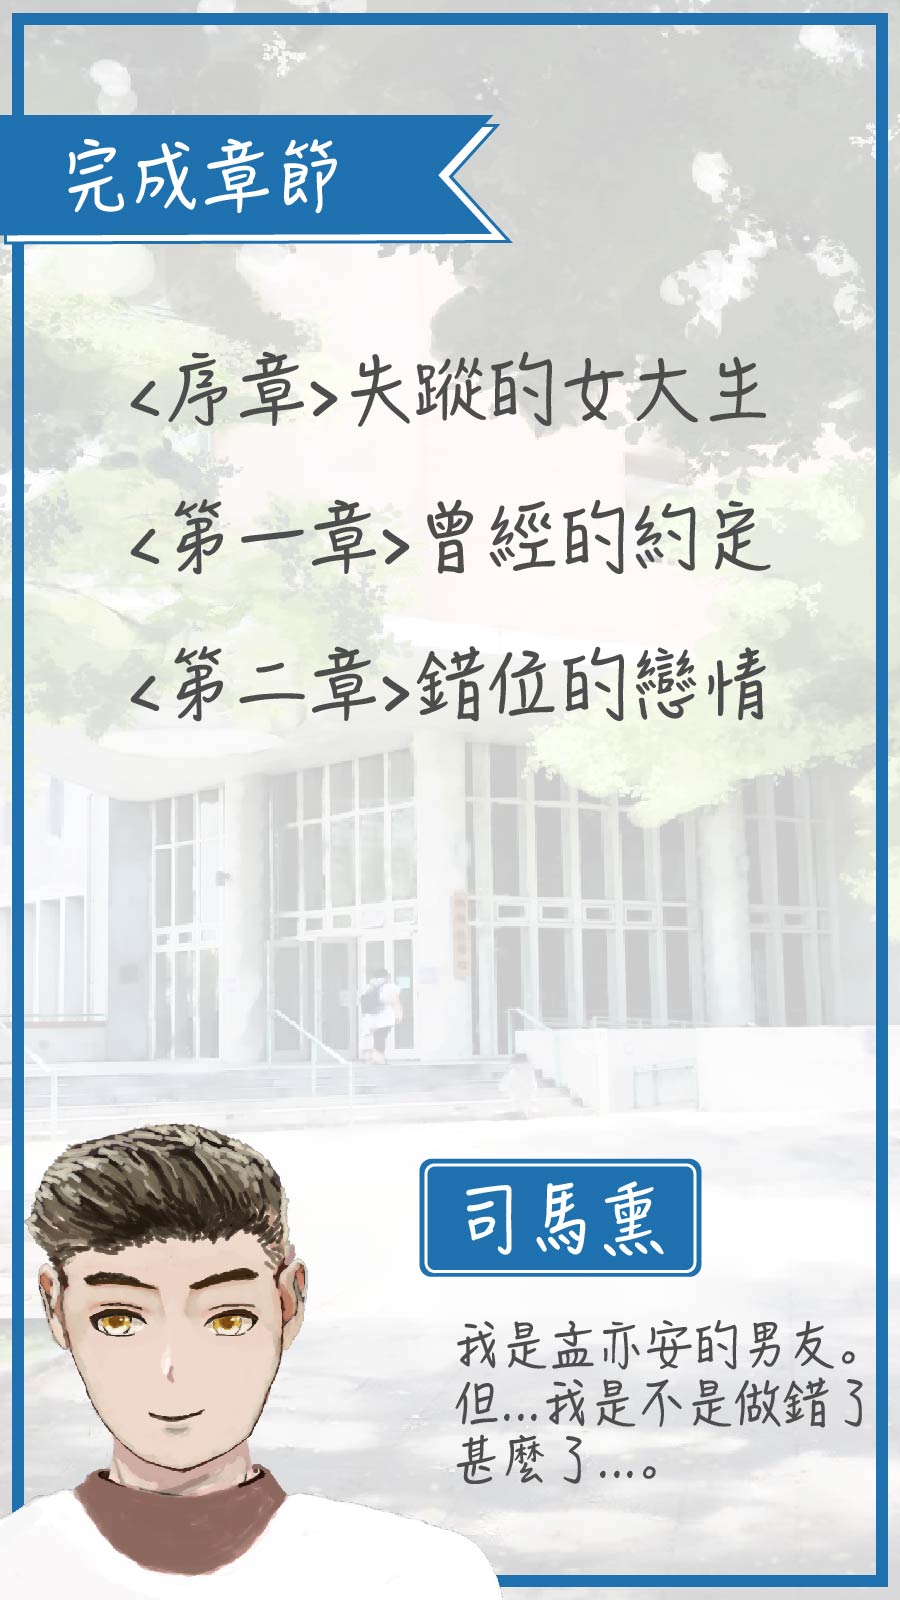 完成章節
<序章>失蹤的女大生
<第一章>曾經的約定
<第二章>錯位的戀情
司馬熏
我是孟亦安的男友。
但...我是不是做錯了
甚麼了...。